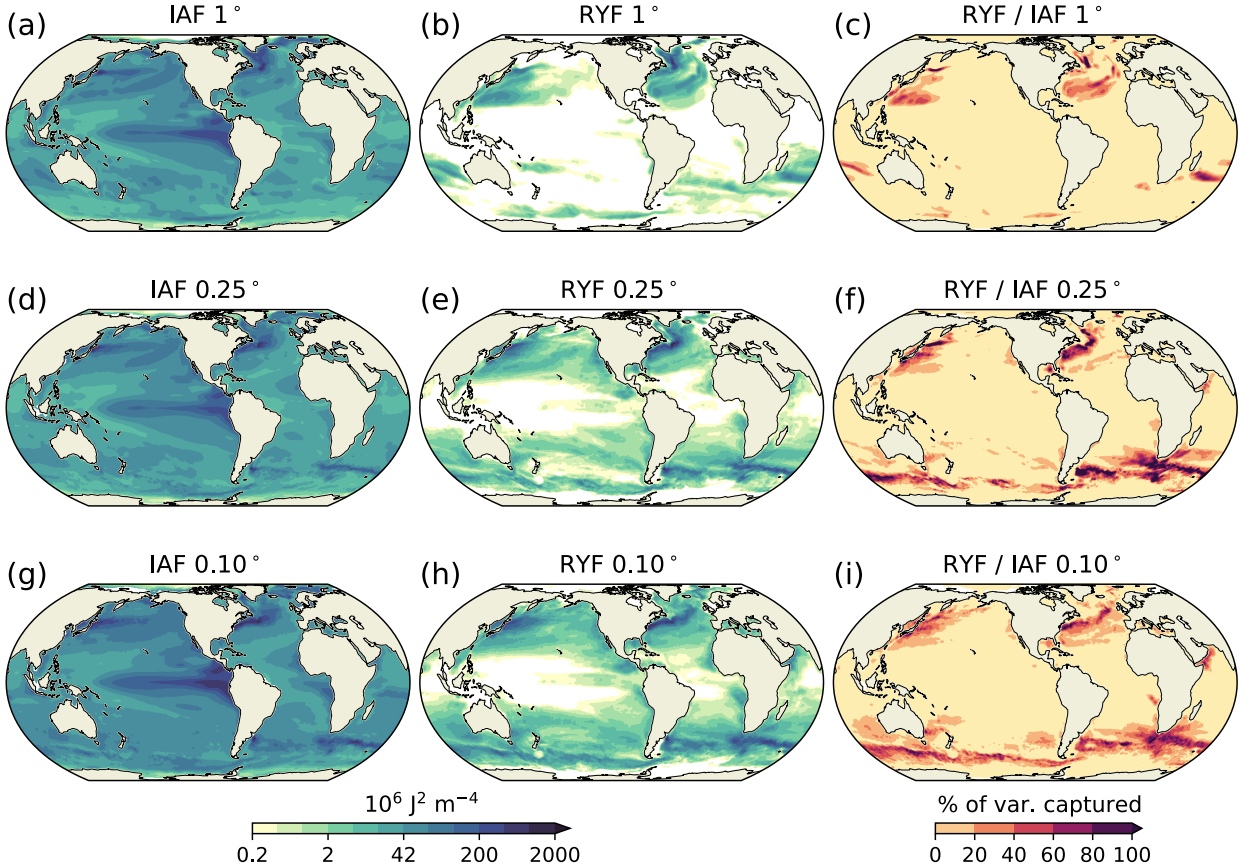 (a) IAF 1°
(b) RYF 1°
(c) RYF / IAF 1°
(d) IAF 0.25°
(e) RYF 0.25°
(f) RYF / IAF 0.25°
(g) IAF 0.10°
(h) RYF 0.10°
(i) RYF / IAF 0.10°
10⁶ J² m⁻⁴
0.2 2 42 200 2000
% of var. captured
0 20 40 60 80 100